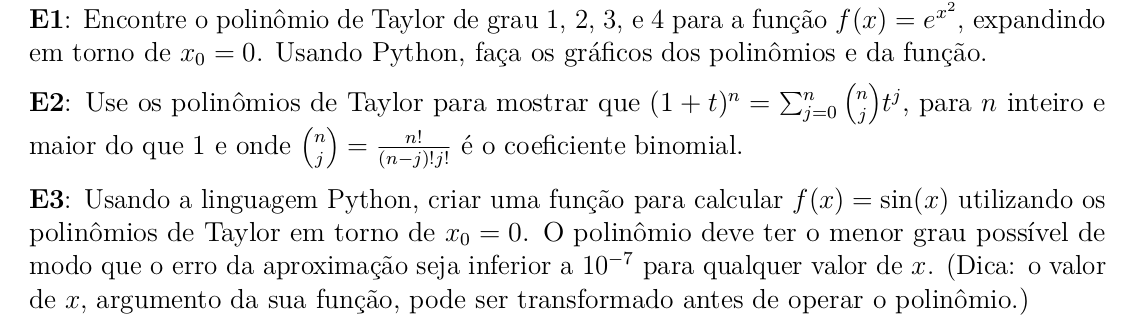 E1: Encontre o polinômio de Taylor de grau 1, 2, 3, e 4 para a função f(x) = e^{x^2}, expandindo
em torno de x_0 = 0. Usando Python, faça os gráficos dos polinômios e da função.
E2: Use os polinômios de Taylor para mostrar que (1 + t)^n = \sum_{j=0}^{n} \binom{n}{j} t^j, para n inteiro e
maior do que 1 e onde \binom{n}{j} = \frac{n!}{(n-j)!j!} é o coeficiente binomial.
E3: Usando a linguagem Python, criar uma função para calcular f(x) = sin(x) utilizando os
polinômios de Taylor em torno de x_0 = 0. O polinômio deve ter o menor grau possível de
modo que o erro da aproximação seja inferior a 10^{-7} para qualquer valor de x. (Dica: o valor
de x, argumento da sua função, pode ser transformado antes de operar o polinômio.)